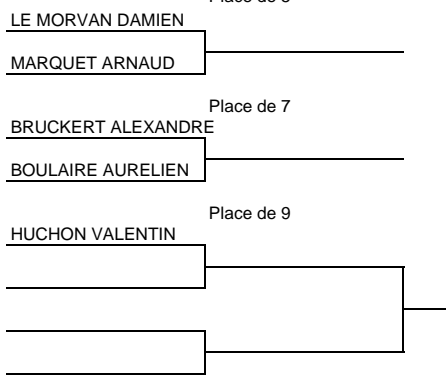 LE MORVAN DAMIEN
MARQUET ARNAUD
Place de 7
BRUCKERT ALEXANDRE
BOULAIRE AURELIEN
Place de 9
HUCHON VALENTIN